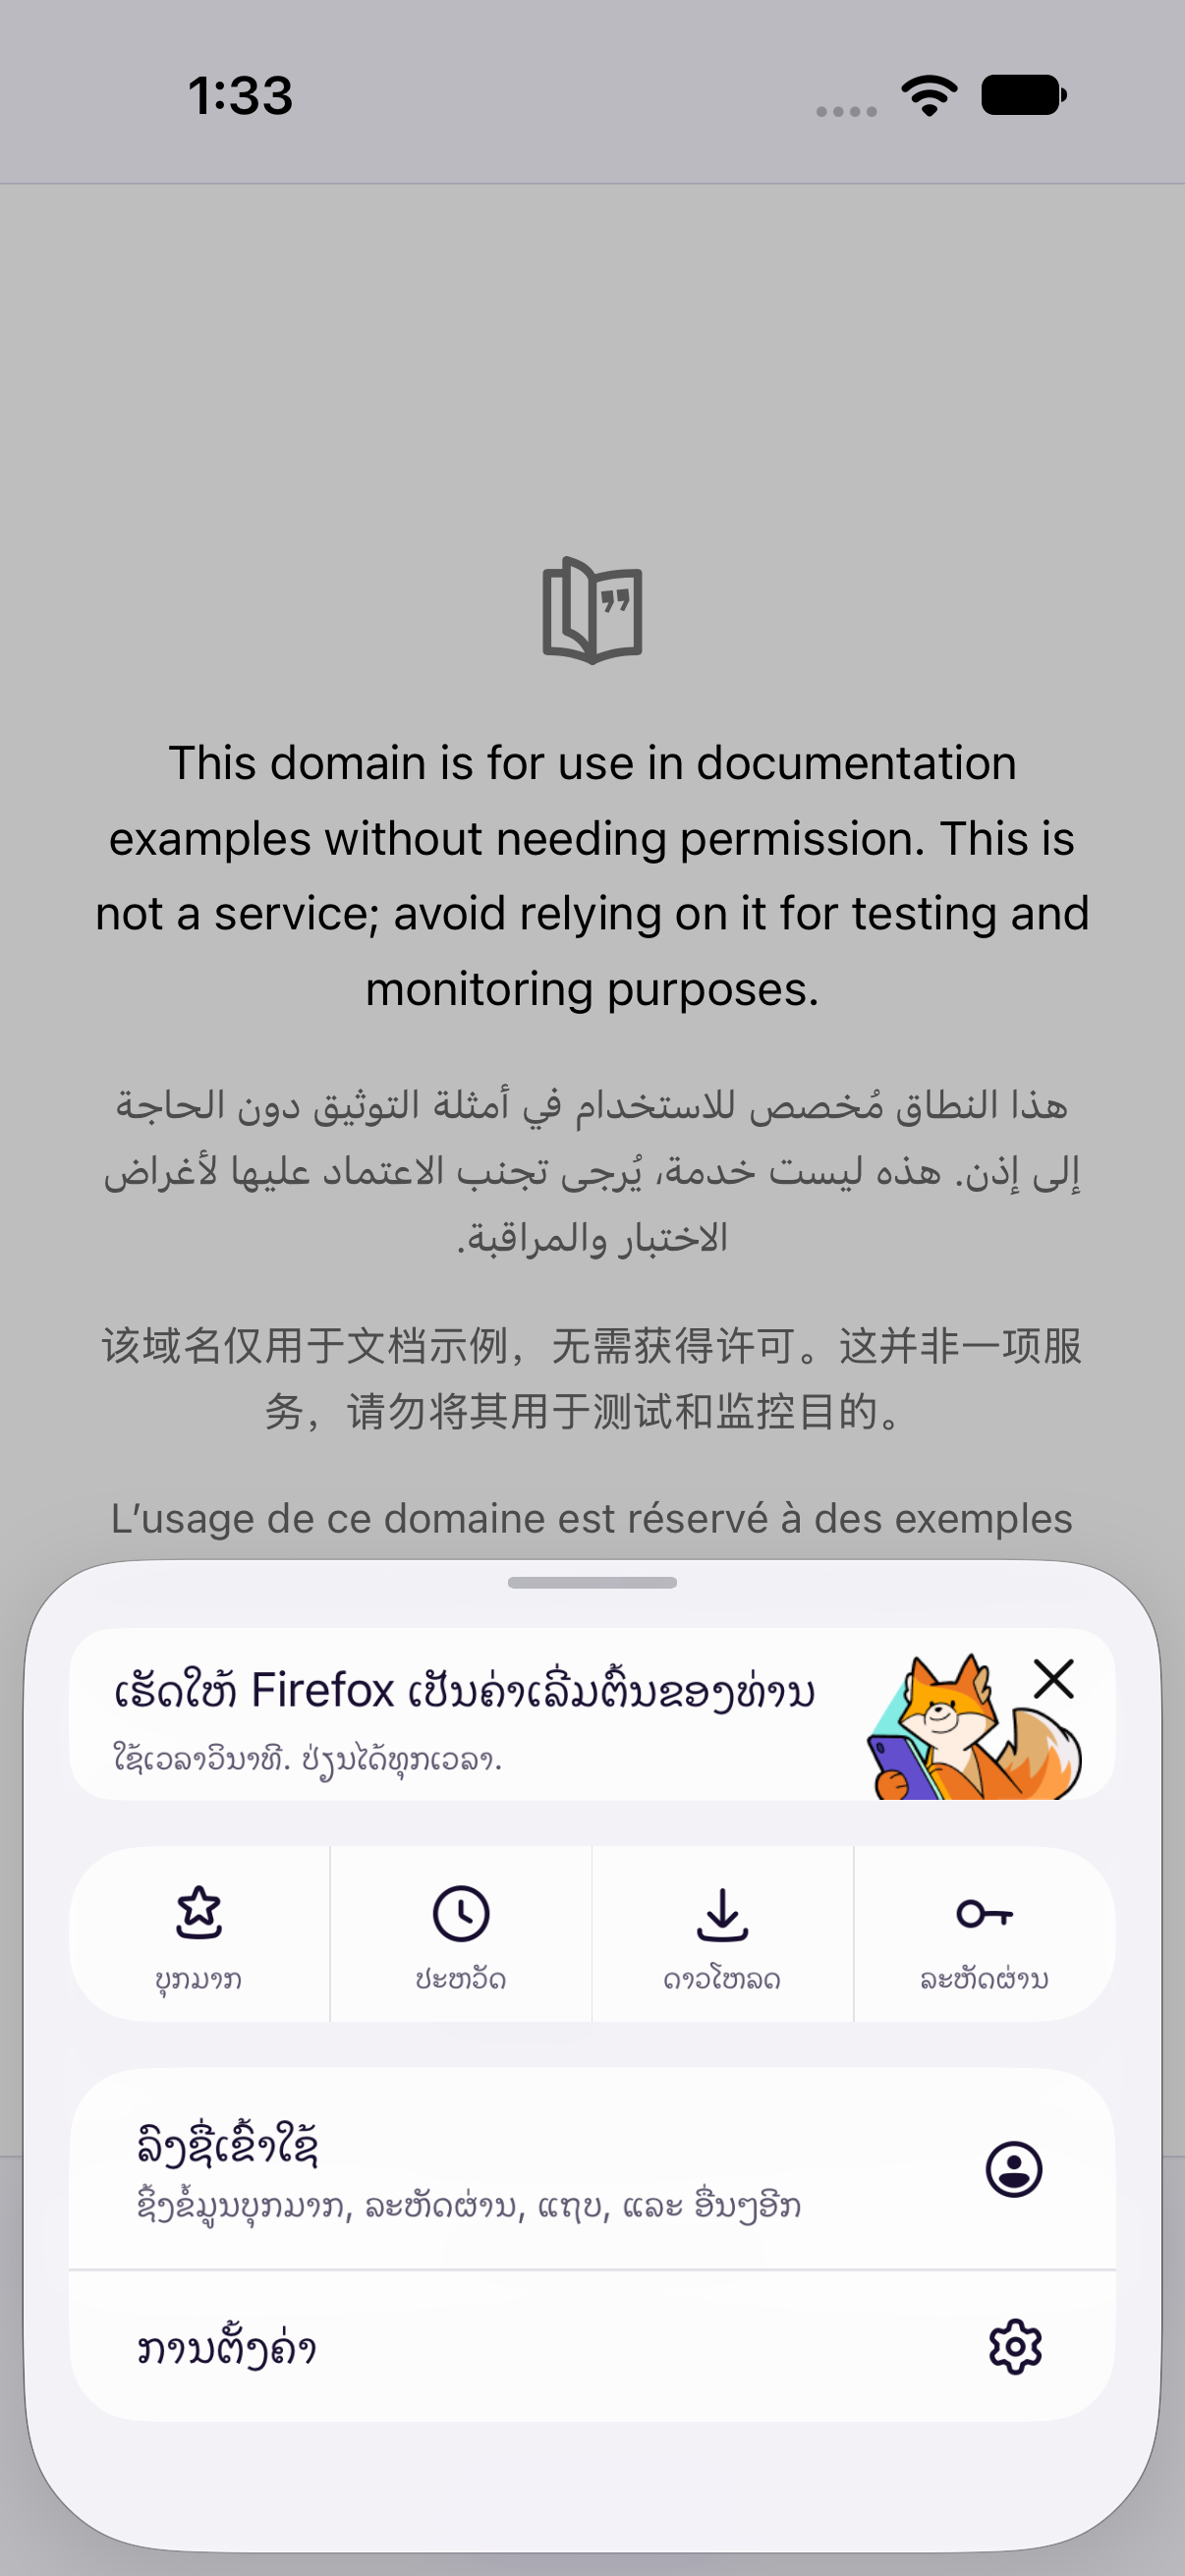 1:33
This domain is for use in documentation
examples without needing permission. This is
not a service; avoid relying on it for testing and
monitoring purposes.
هذا النطاق مُخصص للاستخدام في أمثلة التوثيق دون الحاجة
إلى إذن. هذه ليست خدمة، يُرجى تجنب الاعتماد عليها لأغراض
الاختبار والمراقبة.
该域名仅用于文档示例，无需获得许可。这并非一项服
务，请勿将其用于测试和监控目的。
L’usage de ce domaine est réservé à des exemples
ເຮັດໃຫ້ Firefox ເປັນຄ່າເລີ່ມຕົ້ນຂອງທ່ານ
ໃຊ້ເວລາວິນາທີ. ປ່ຽນໄດ້ທຸກເວລາ.
ບຸກມາກ
ປະຫວັດ
ດາວໂຫລດ
ລະຫັດຜ່ານ
ລົງຊື່ເຂົ້າໃຊ້
ຊິ້ງຂໍ້ມູນບຸກມາກ, ລະຫັດຜ່ານ, ແຖບ, ແລະ ອື່ນໆອີກ
ການຕັ້ງຄ່າ